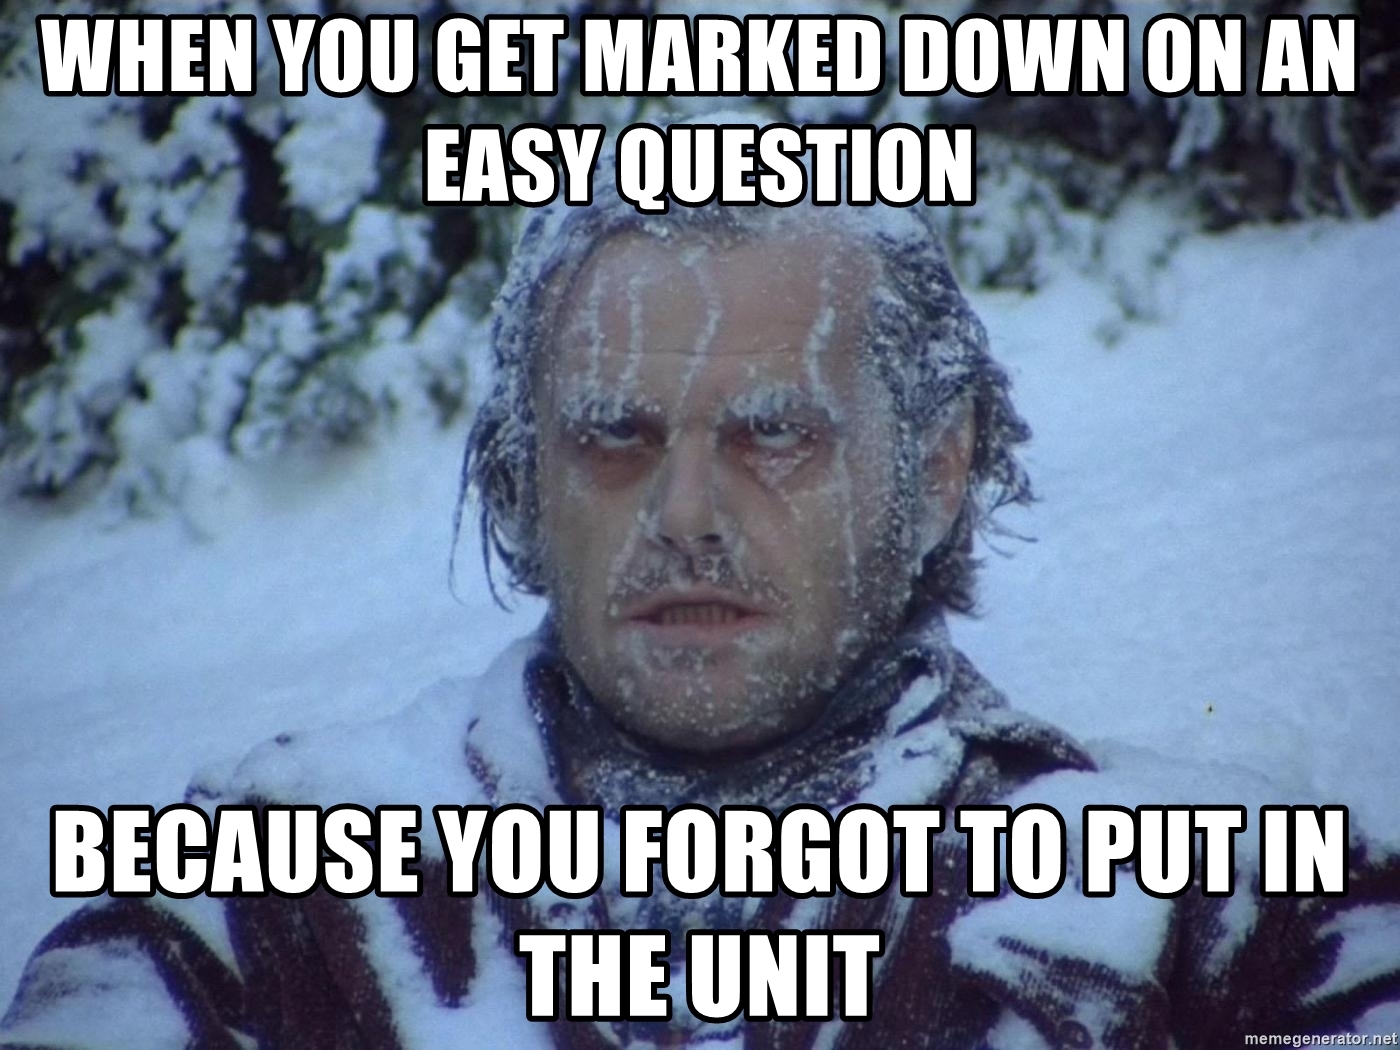 WHEN YOU GET MARKED DOWN ON AN
EASY QUESTION
BECAUSE YOU FORGOT TO PUT IN
THE UNIT
memegenerator.net